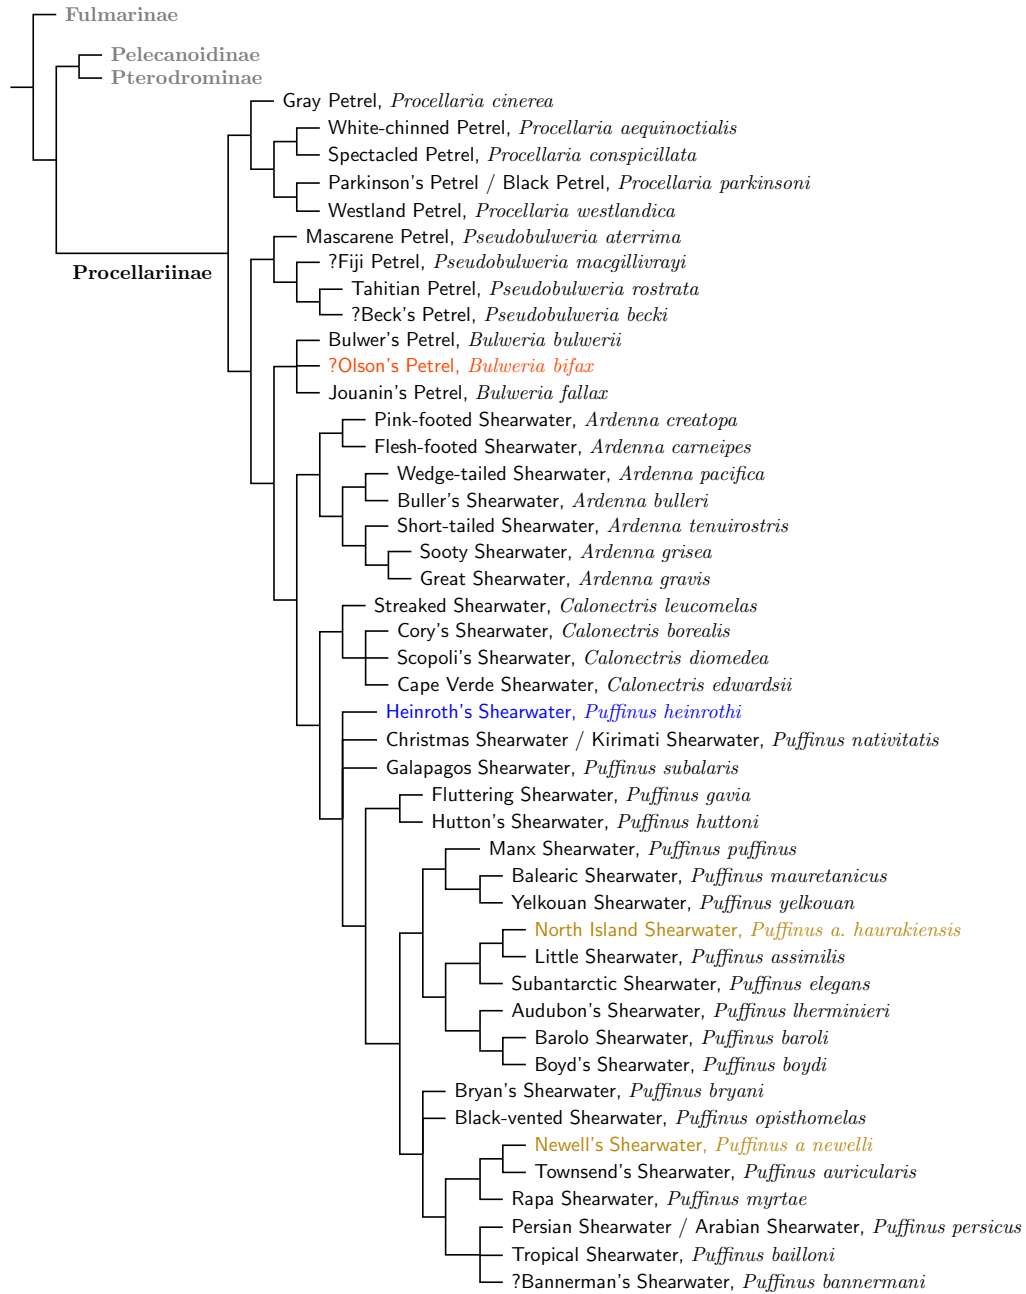 Fulmarinae
Pelecanoidinae
Pterodrominae
Gray Petrel, Procellaria cinerea
White-chinned Petrel, Procellaria aequinoctialis
Spectacled Petrel, Procellaria conspicillata
Parkinson's Petrel / Black Petrel, Procellaria parkinsoni
Westland Petrel, Procellaria westlandica
Mascarene Petrel, Pseudobulweria aterrima
?Fiji Petrel, Pseudobulweria macgillivrayi
Procellariinae
Tahitian Petrel, Pseudobulweria rostrata
?Beck's Petrel, Pseudobulweria becki
Bulwer's Petrel, Bulweria bulwerii
?Olson's Petrel, Bulweria bifax
Jouanin's Petrel, Bulweria fallax
Pink-footed Shearwater, Ardenna creatopa
Flesh-footed Shearwater, Ardenna carneipes
Wedge-tailed Shearwater, Ardenna pacifica
Buller's Shearwater, Ardenna bulleri
Short-tailed Shearwater, Ardenna tenuirostris
Sooty Shearwater, Ardenna grisea
Great Shearwater, Ardenna gravis
Streaked Shearwater, Calonectris leucomelas
Cory's Shearwater, Calonectris borealis
Scopoli's Shearwater, Calonectris diomedea
Cape Verde Shearwater, Calonectris edwardsii
Heinroth's Shearwater, Puffinus heinrothi
Christmas Shearwater / Kirimati Shearwater, Puffinus nativitatis
Galapagos Shearwater, Puffinus subalaris
Fluttering Shearwater, Puffinus gavia
Hutton's Shearwater, Puffinus huttoni
Manx Shearwater, Puffinus puffinus
Balearic Shearwater, Puffinus mauretanicus
Yelkouan Shearwater, Puffinus yelkouan
North Island Shearwater, Puffinus a. haurakiensis
Little Shearwater, Puffinus assimilis
Subantarctic Shearwater, Puffinus elegans
Audubon's Shearwater, Puffinus lherminieri
Barolo Shearwater, Puffinus baroli
Boyd's Shearwater, Puffinus boydi
Bryan's Shearwater, Puffinus bryani
Black-vented Shearwater, Puffinus opisthomelas
Newell's Shearwater, Puffinus a newelli
Townsend's Shearwater, Puffinus auricularis
Rapa Shearwater, Puffinus myrtae
Persian Shearwater / Arabian Shearwater, Puffinus persicus
Tropical Shearwater, Puffinus bailloni
?Bannerman's Shearwater, Puffinus bannermani